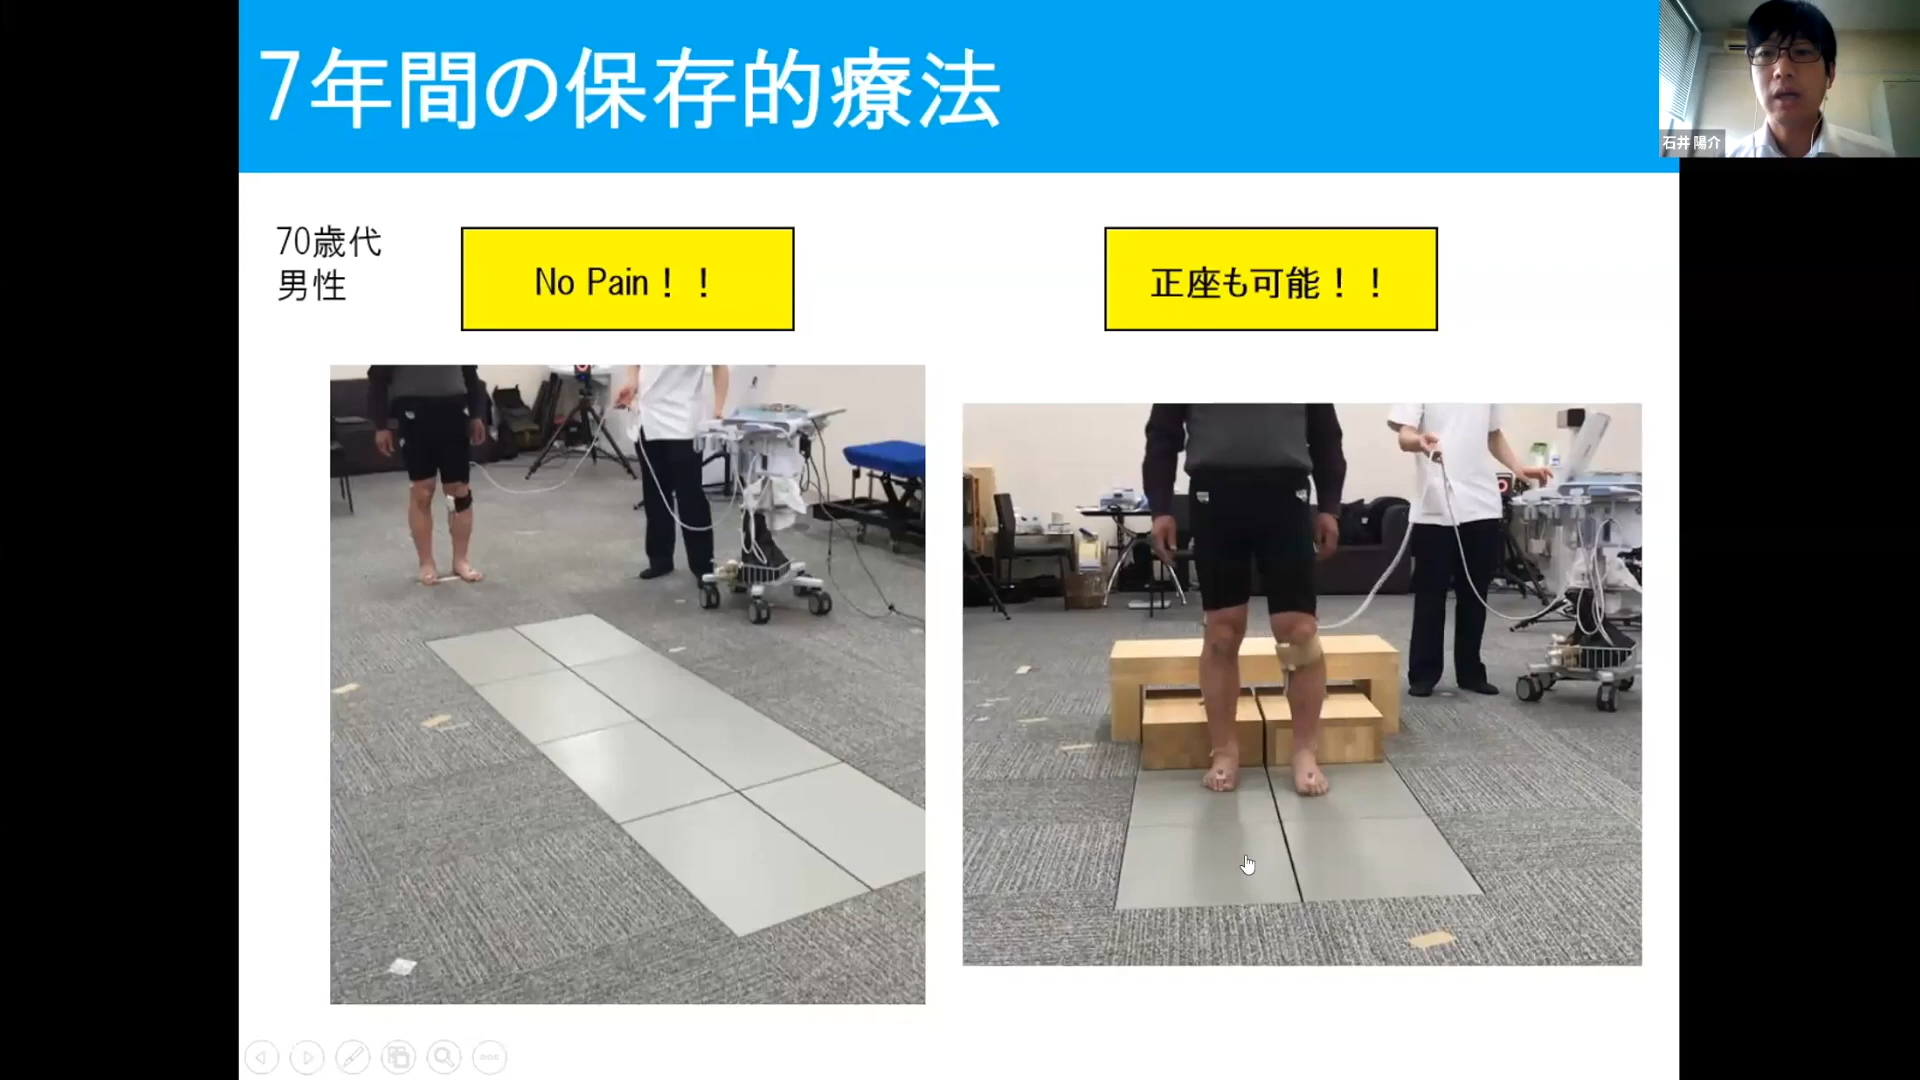 7年間の保存的療法
石井 陽介
70歳代
男性
No Pain！！
正座も可能！！